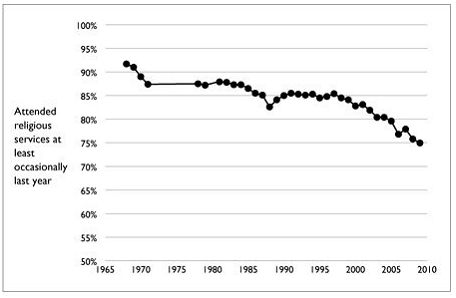 100%
95%
90%
85%
80%
75%
70%
65%
60%
55%
50%
Attended
religious
services at
least
occasionally
last year
1965 1970 1975 1980 1985 1990 1995 2000 2005 2010